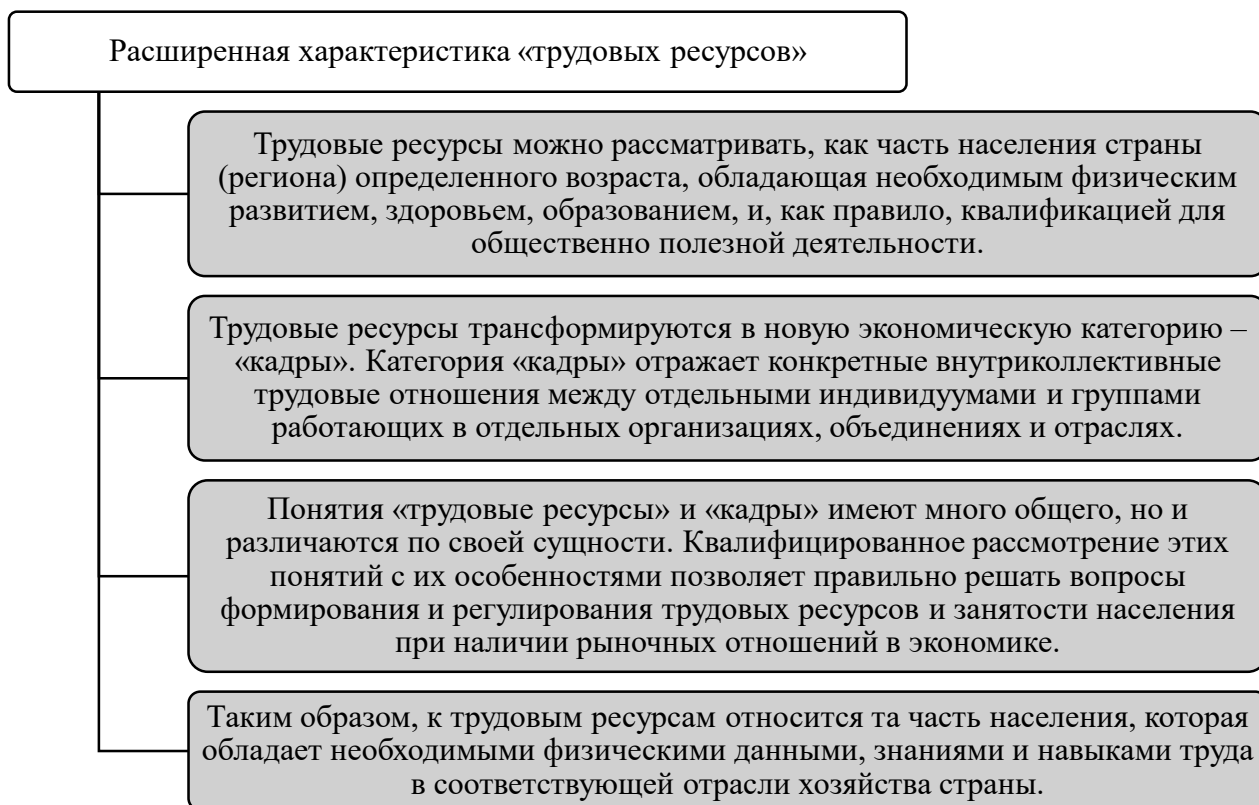 Расширенная характеристика «трудовых ресурсов»
Трудовые ресурсы можно рассматривать, как часть населения страны
(региона) определенного возраста, обладающая необходимым физическим
развитием, здоровьем, образованием, и, как правило, квалификацией для
общественно полезной деятельности.
Трудовые ресурсы трансформируются в новую экономическую категорию –
«кадры». Категория «кадры» отражает конкретные внутриколлективные
трудовые отношения между отдельными индивидуумами и группами
работающих в отдельных организациях, объединениях и отраслях.
Понятия «трудовые ресурсы» и «кадры» имеют много общего, но и
различаются по своей сущности. Квалифицированное рассмотрение этих
понятий с их особенностями позволяет правильно решать вопросы
формирования и регулирования трудовых ресурсов и занятости населения
при наличии рыночных отношений в экономике.
Таким образом, к трудовым ресурсам относится та часть населения, которая
обладает необходимыми физическими данными, знаниями и навыками труда
в соответствующей отрасли хозяйства страны.